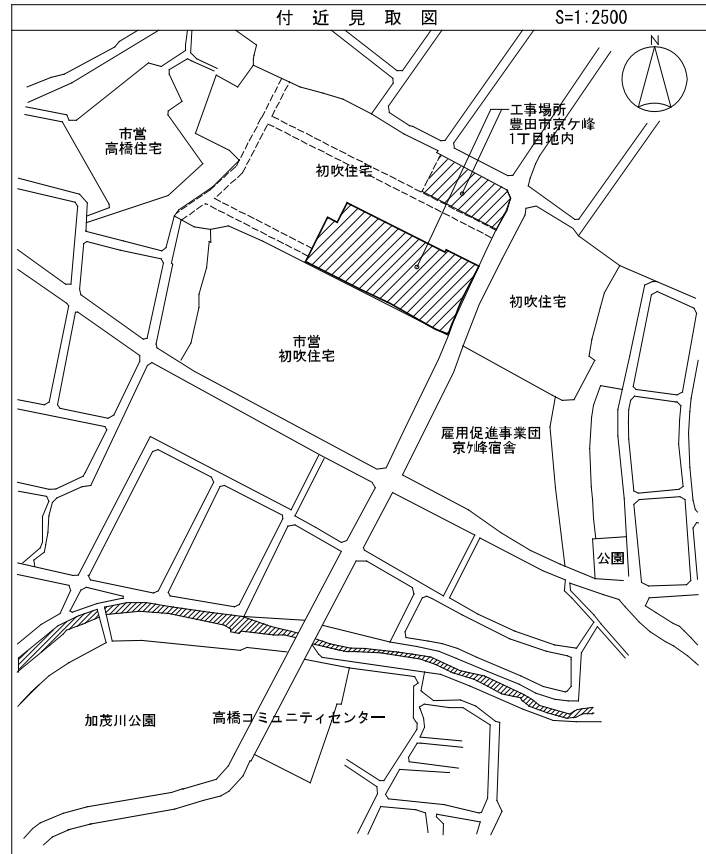 付近見取図 S=1:2500
N
工事場所
豊田市京ケ峰
1丁目地内
市営
高橋住宅
初吹住宅
初吹住宅
市営
初吹住宅
雇用促進事業団
京ケ峰宿舎
公園
加茂川公園
高橋コミュニティセンター